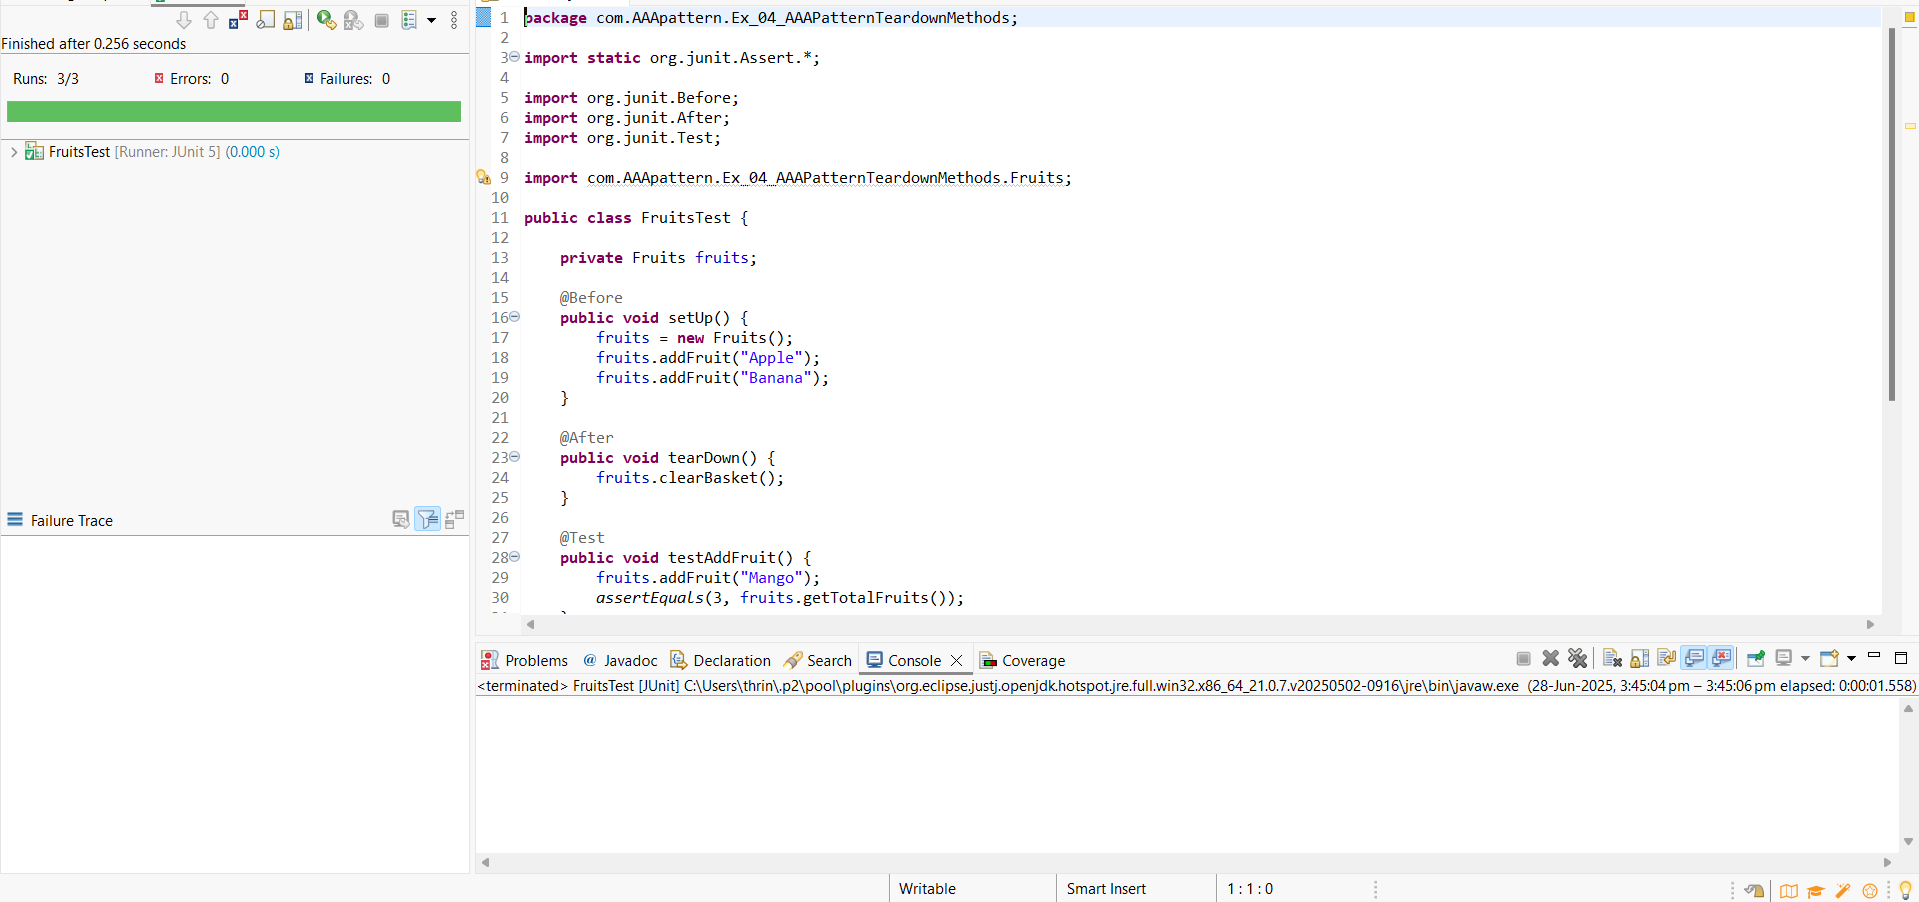 Finished after 0.256 seconds
Runs: 3/3 Errors: 0 Failures: 0
FruitsTest [Runner: JUnit 5] (0.000 s)
Failure Trace
1 package com.AAApattern.Ex_04_AAAPatternTeardownMethods;
2
3 import static org.junit.Assert.*;
4
5 import org.junit.Before;
6 import org.junit.After;
7 import org.junit.Test;
8
9 import com.AAApattern.Ex_04_AAAPatternTeardownMethods.Fruits;
10
11 public class FruitsTest {
12
13     private Fruits fruits;
14
15     @Before
16     public void setUp() {
17         fruits = new Fruits();
18         fruits.addFruit("Apple");
19         fruits.addFruit("Banana");
20     }
21
22     @After
23     public void tearDown() {
24         fruits.clearBasket();
25     }
26
27     @Test
28     public void testAddFruit() {
29         fruits.addFruit("Mango");
30         assertEquals(3, fruits.getTotalFruits());
Problems @ Javadoc Declaration Search Console Coverage
<terminated> FruitsTest [JUnit] C:\Users\thrin\.p2\pool\plugins\org.eclipse.justj.openjdk.hotspot.jre.full.win32.x86_64_21.0.7.v20250502-0916\jre\bin\javaw.exe (28-Jun-2025, 3:45:04 pm – 3:45:06 pm elapsed: 0:00:01.558)
Writable Smart Insert 1 : 1 : 0